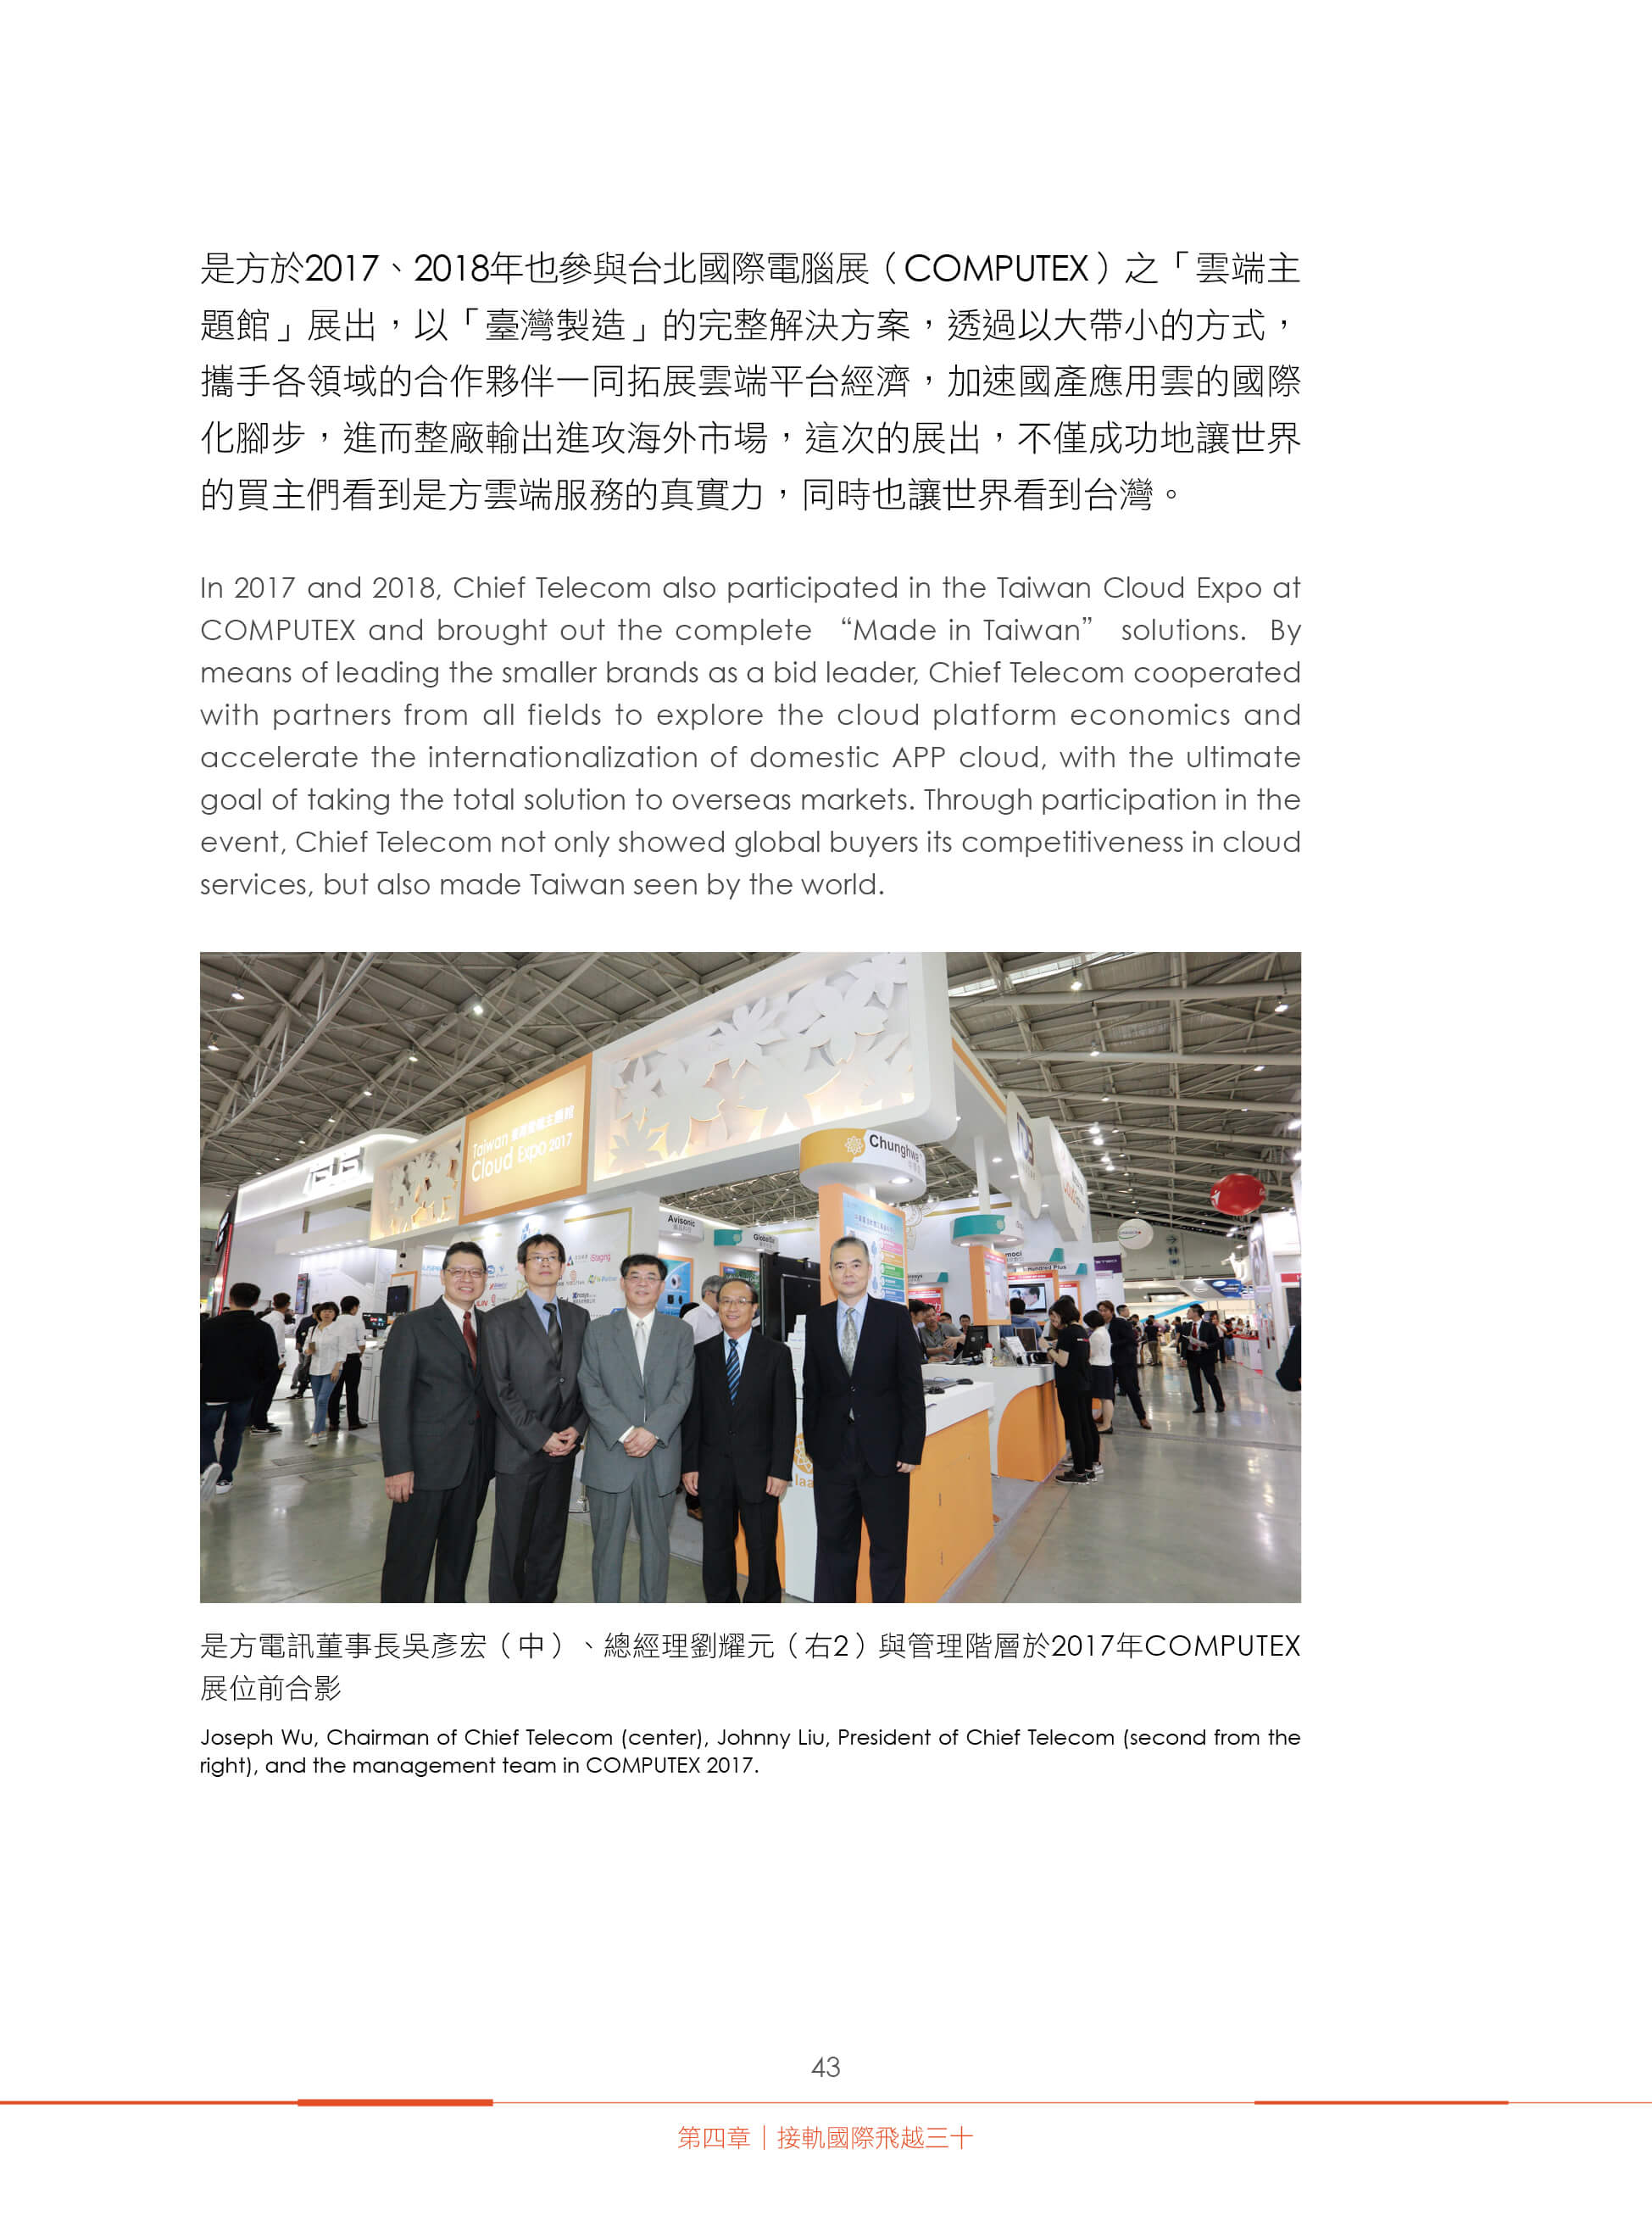 是方於2017、2018年也參與台北國際電腦展（COMPUTEX）之「雲端主
題館」展出，以「臺灣製造」的完整解決方案，透過以大帶小的方式，
攜手各領域的合作夥伴一同拓展雲端平台經濟，加速國產應用雲的國際
化腳步，進而整廠輸出進攻海外市場，這次的展出，不僅成功地讓世界
的買主們看到是方雲端服務的真實力，同時也讓世界看到台灣。
In 2017 and 2018, Chief Telecom also participated in the Taiwan Cloud Expo at
COMPUTEX and brought out the complete “Made in Taiwan” solutions. By
means of leading the smaller brands as a bid leader, Chief Telecom cooperated
with partners from all fields to explore the cloud platform economics and
accelerate the internationalization of domestic APP cloud, with the ultimate
goal of taking the total solution to overseas markets. Through participation in the
event, Chief Telecom not only showed global buyers its competitiveness in cloud
services, but also made Taiwan seen by the world.
Taiwan
Cloud Expo 2017
Chunghwa
Avisonic
iStaging
是方電訊董事長吳彥宏（中）、總經理劉耀元（右2）與管理階層於2017年COMPUTEX
展位前合影
Joseph Wu, Chairman of Chief Telecom (center), Johnny Liu, President of Chief Telecom (second from the
right), and the management team in COMPUTEX 2017.
43
第四章｜接軌國際飛越三十